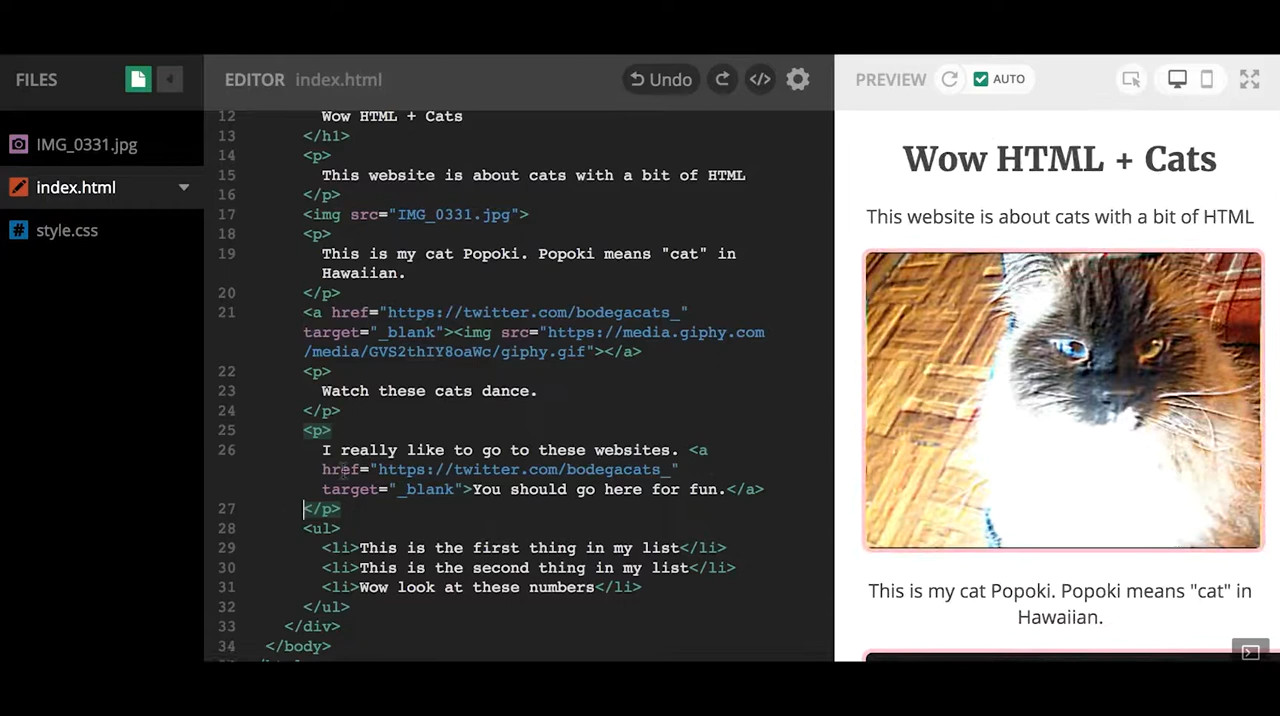 FILES
IMG_0331.jpg
index.html
style.css
EDITOR index.html
Undo
12 Wow HTML + Cats
13 </h1>
14 <p>
15 This website is about cats with a bit of HTML
16 </p>
17 <img src="IMG_0331.jpg">
18 <p>
19 This is my cat Popoki. Popoki means "cat" in
Hawaiian.
20 </p>
21 <a href="https://twitter.com/bodegacats_"
target="_blank"><img src="https://media.giphy.com
/media/GVS2thIY8oaWc/giphy.gif"></a>
22 <p>
23 Watch these cats dance.
24 </p>
25 <p>
26 I really like to go to these websites. <a
href="https://twitter.com/bodegacats_"
target="_blank">You should go here for fun.</a>
27 </p>
28 <ul>
29 <li>This is the first thing in my list</li>
30 <li>This is the second thing in my list</li>
31 <li>Wow look at these numbers</li>
32 </ul>
33 </div>
34 </body>
PREVIEW
AUTO
Wow HTML + Cats
This website is about cats with a bit of HTML
This is my cat Popoki. Popoki means "cat" in
Hawaiian.